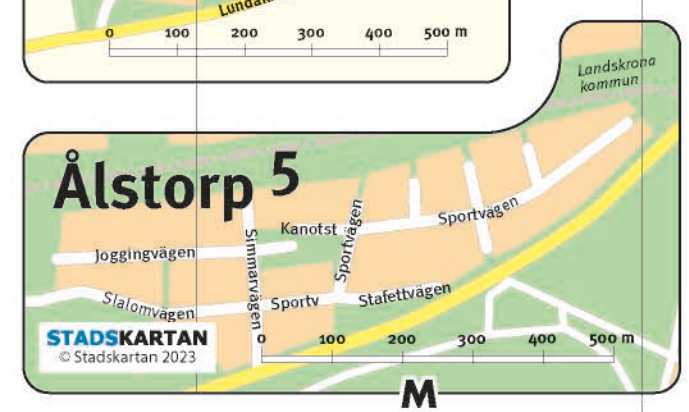 0 100 200 300 400 500 m
Landskrona
kommun
Ålstorp 5
Sportvägen
Kanotst
Sportvägen
Simmarvägen
Joggingvägen
Slalomvägen
Sportv
Stafettvägen
STADSKARTAN
© Stadskartan 2023
0 100 200 300 400 500 m
M